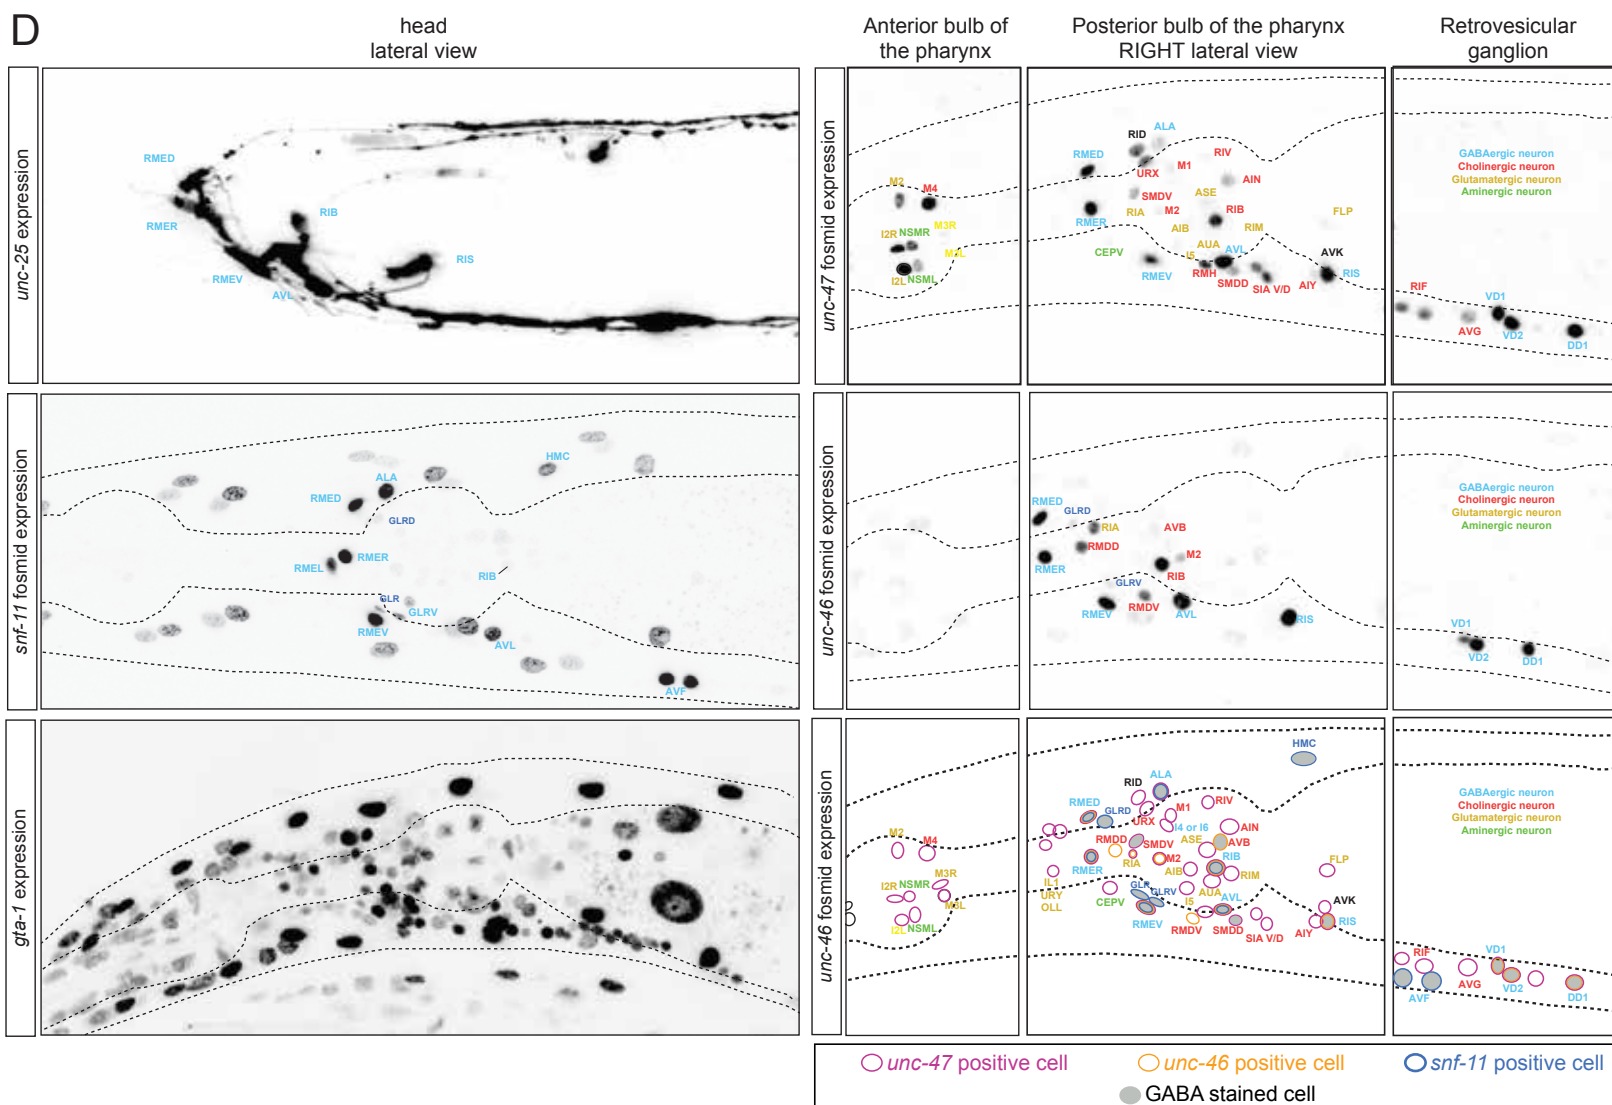 D
head
lateral view
Anterior bulb of
the pharynx
Posterior bulb of the pharynx
RIGHT lateral view
Retrovesicular
ganglion
unc-25 expression
RMED
RMER
RIB
RMEV
AVL
RIS
unc-47 fosmid expression
M2
M4
I2R
NSMR
M3R
M3L
I2L
NSML
RID
ALA
RMED
URX
M1
RIV
AIN
SMDV
ASE
RMER
RIA
M2
RIB
AIB
RIM
FLP
CEPV
AUA
I5
AVL
AVK
RMEV
RMH
SMDD
SIA V/D
AIY
RIS
GABAergic neuron
Cholinergic neuron
Glutamatergic neuron
Aminergic neuron
RIF
AVG
VD1
VD2
DD1
snf-11 fosmid expression
HMC
ALA
RMED
GLRD
RMEL
RMER
RIB
GLR
GLRV
RMEV
AVL
AVF
unc-46 fosmid expression
RMED
GLRD
RIA
AVB
RMDD
M2
RMER
RIB
GLRV
RMEV
RMDV
AVL
RIS
GABAergic neuron
Cholinergic neuron
Glutamatergic neuron
Aminergic neuron
VD1
VD2
DD1
gta-1 expression
unc-46 fosmid expression
M2
M4
I2R
NSMR
M3R
M3L
I2L
NSML
HMC
RID
ALA
RMED
GLRD
URX
M1
RIV
I4 or I6
AIN
RMDD
SMDV
ASE
AVB
RMER
RIA
M2
RIB
AIB
RIM
FLP
IL1
URY
OLL
CEPV
GLR
GLRV
AUA
I5
AVL
AVK
RMEV
RMDV
SMDD
SIA V/D
AIY
RIS
GABAergic neuron
Cholinergic neuron
Glutamatergic neuron
Aminergic neuron
RIF
VD1
AVF
AVG
VD2
DD1
unc-47 positive cell
unc-46 positive cell
snf-11 positive cell
GABA stained cell